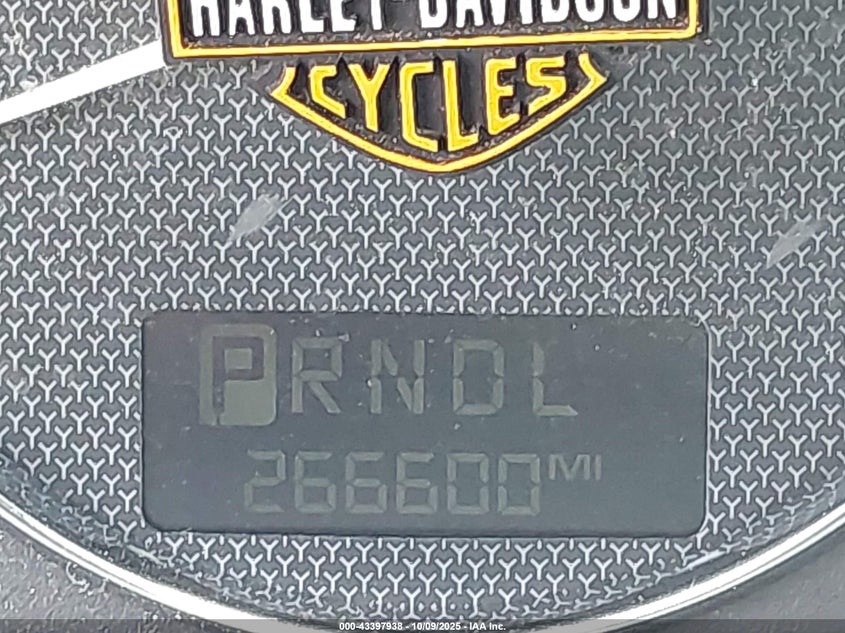 HARLEY-DAVIDSON
CYCLES
PRNDL
266600MI
000-43397938 - 10/09/2025 - IAA Inc.